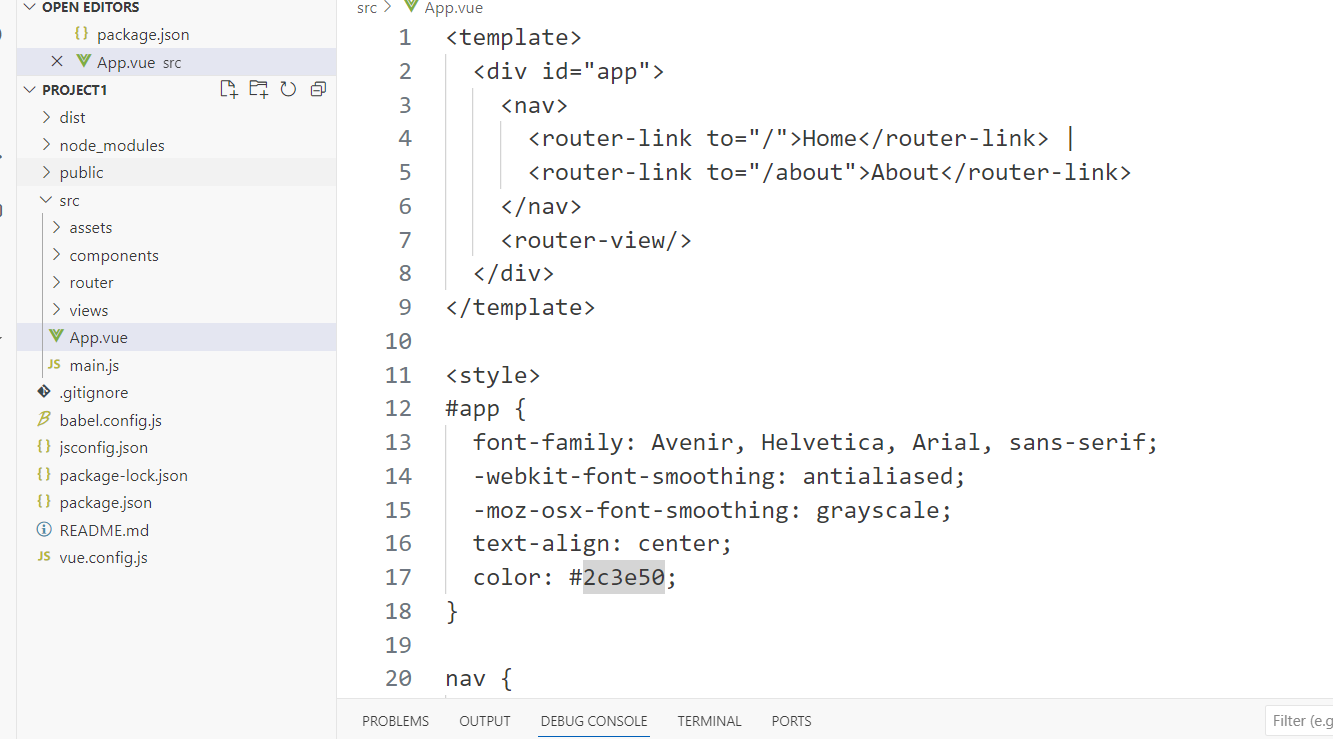 OPEN EDITORS
{} package.json
App.vue src
PROJECT1
dist
node_modules
public
src
assets
components
router
views
App.vue
JS main.js
.gitignore
babel.config.js
{} jsconfig.json
{} package-lock.json
{} package.json
README.md
JS vue.config.js
src > App.vue
1 <template>
2 <div id="app">
3 <nav>
4 <router-link to="/">Home</router-link> |
5 <router-link to="/about">About</router-link>
6 </nav>
7 <router-view/>
8 </div>
9 </template>
10
11 <style>
12 #app {
13 font-family: Avenir, Helvetica, Arial, sans-serif;
14 -webkit-font-smoothing: antialiased;
15 -moz-osx-font-smoothing: grayscale;
16 text-align: center;
17 color: #2c3e50;
18 }
19
20 nav {
PROBLEMS OUTPUT DEBUG CONSOLE TERMINAL PORTS Filter (e.g